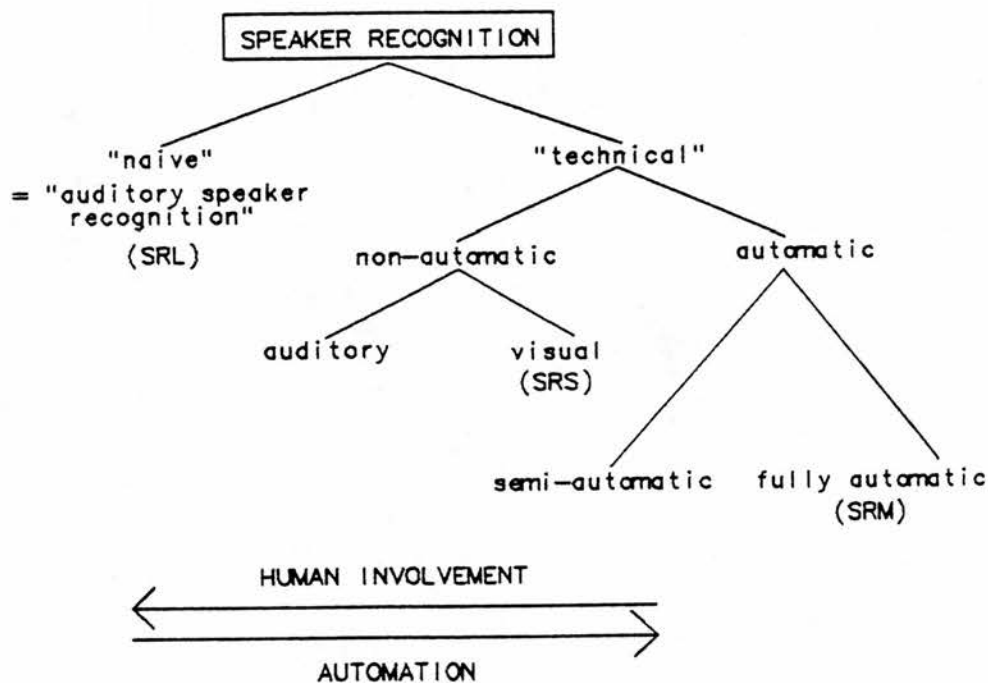 SPEAKER RECOGNITION
"naive"
= "auditory speaker
recognition"
(SRL)
"technical"
non-automatic
automatic
auditory
visual
(SRS)
semi-automatic
fully automatic
(SRM)
HUMAN INVOLVEMENT
AUTOMATION